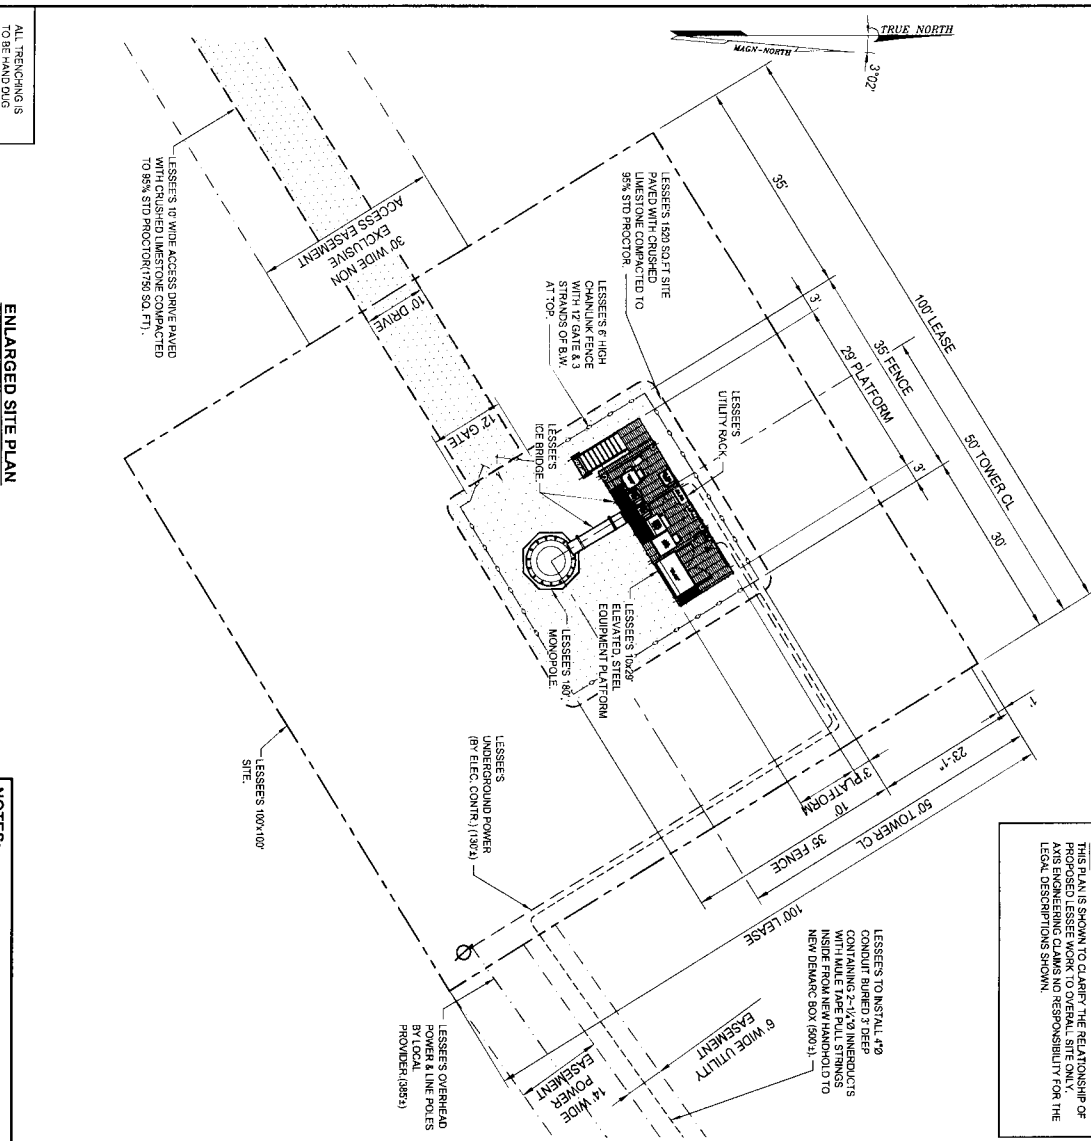 TRUE NORTH
MAGN-NORTH
3°02'
ALL TRENCHING IS
TO BE HAND DUG
THIS PLAN IS SHOWN TO CLARIFY THE RELATIONSHIP OF
PROPOSED LESSEE WORK TO OVERALL SITE ONLY.
AXIS ENGINEERING CLAIMS NO RESPONSIBILITY FOR THE
LEGAL DESCRIPTIONS SHOWN.
100' LEASE
35'
35' FENCE
50' TOWER CL
3'
29' PLATFORM
3'
30'
LESSEE'S 1520 SQ.FT SITE
PAVED WITH CRUSHED
LIMESTONE COMPACTED TO
95% STD PROCTOR.
LESSEE'S 6' HIGH
CHAINLINK FENCE
WITH 12' GATE & 3
STRANDS OF B.W.
AT TOP.
LESSEE'S
UTILITY RACK.
LESSEE'S 10' WIDE ACCESS DRIVE PAVED
WITH CRUSHED LIMESTONE COMPACTED
TO 95% STD PROCTOR(1750 SQ. FT).
30' WIDE NON
EXCLUSIVE
ACCESS EASEMENT
10' DRIVE
12' GATE
LESSEE'S
ICE BRIDGE.
LESSEE'S 10x29'
ELEVATED, STEEL
EQUIPMENT PLATFORM
LESSEE'S 180'
MONOPOLE.
1'
23'-1"
3'
PLATFORM
10'
50' TOWER CL
35' FENCE
100' LEASE
LESSEE'S
UNDERGROUND POWER
(BY ELEC. CONTR.) (130'±)
LESSEE'S 100'x100'
SITE.
LESSEE'S TO INSTALL 4"Ø
CONDUIT BURIED 3' DEEP
CONTAINING 2-1½"Ø INNERDUCTS
WITH MULE TAPE PULL STRINGS
INSIDE FROM NEW HANDHOLD TO
NEW DEMARC BOX (500'±).
6' WIDE UTILITY
EASEMENT
14' WIDE
POWER
EASEMENT
LESSEE'S OVERHEAD
POWER & LINE POLES
BY LOCAL
PROVIDER.(385'±)
ENLARGED SITE PLAN
NOTES: